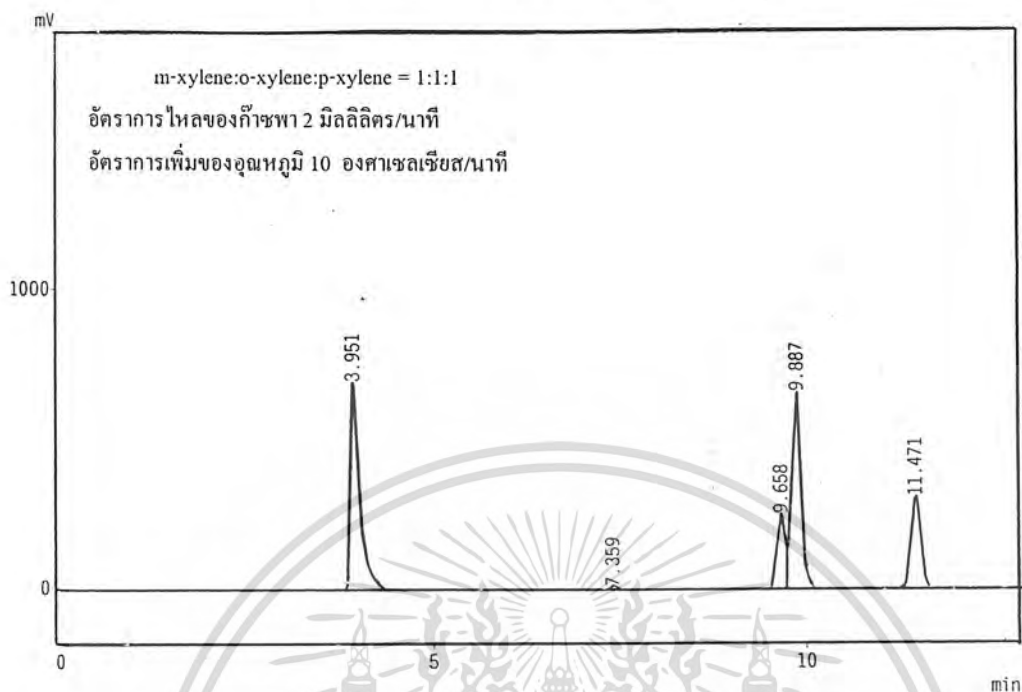 mV
m-xylene:o-xylene:p-xylene = 1:1:1
อัตราการไหลของก๊าซพา 2 มิลลิลิตร/นาที
อัตราการเพิ่มของอุณหภูมิ 10 องศาเซลเซียส/นาที
1000
3.951
9.887
9.658
11.471
7.359
0
0 5 10
min